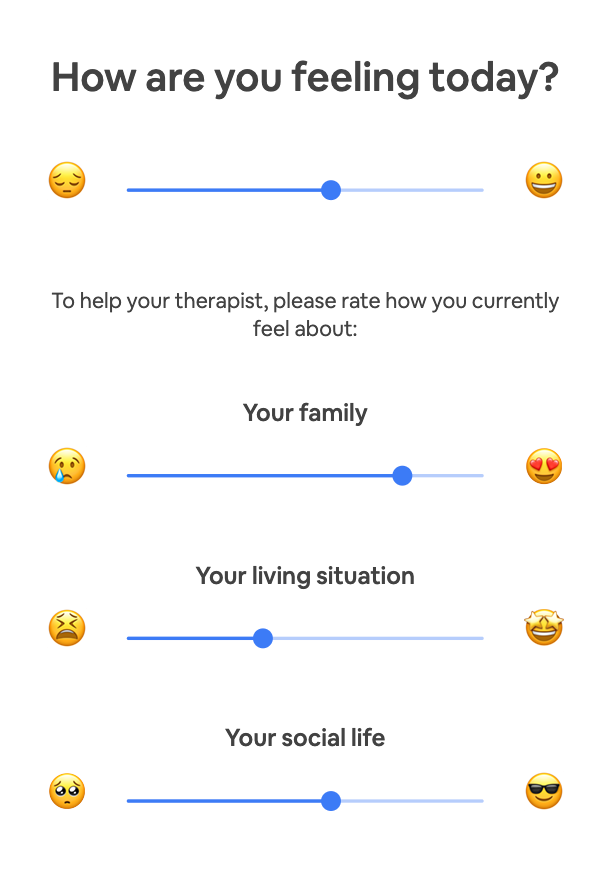 How are you feeling today?
To help your therapist, please rate how you currently
feel about:
Your family
Your living situation
Your social life